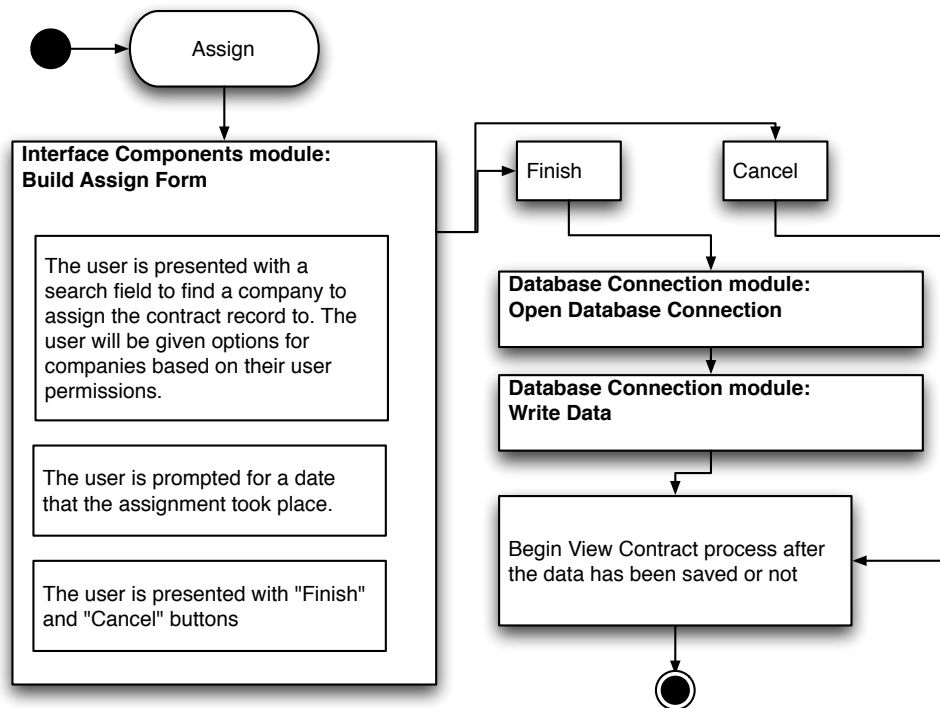 Assign
Interface Components module:
Build Assign Form
The user is presented with a
search field to find a company to
assign the contract record to. The
user will be given options for
companies based on their user
permissions.
The user is prompted for a date
that the assignment took place.
The user is presented with "Finish"
and "Cancel" buttons
Finish
Cancel
Database Connection module:
Open Database Connection
Database Connection module:
Write Data
Begin View Contract process after
the data has been saved or not